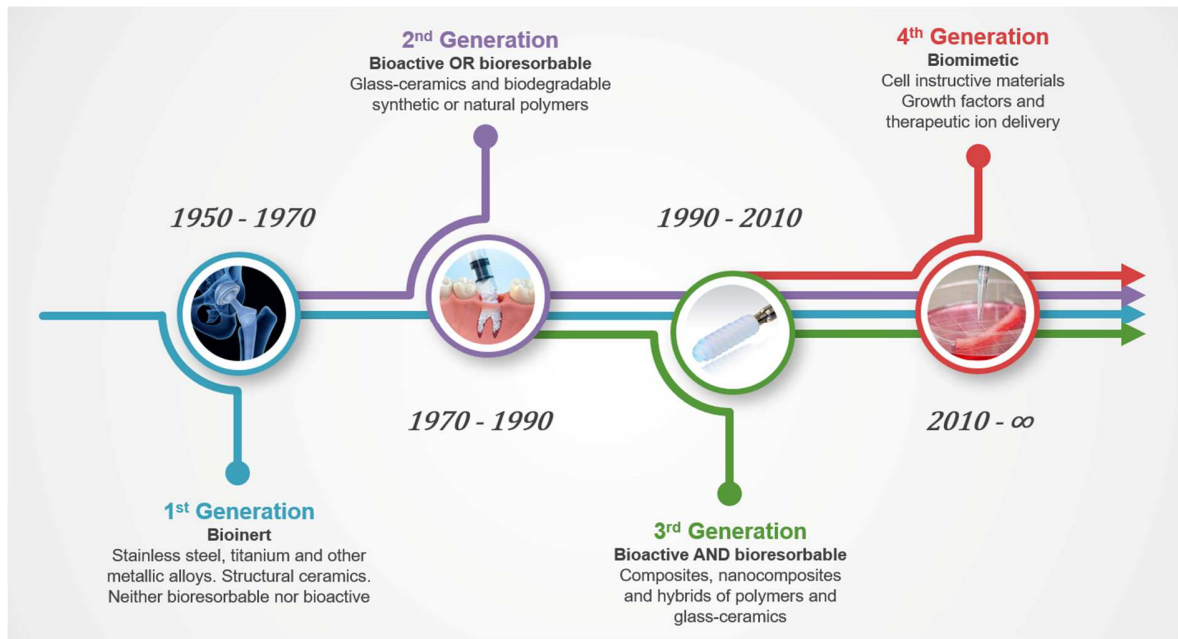 2nd Generation
Bioactive OR bioresorbable
Glass-ceramics and biodegradable
synthetic or natural polymers
4th Generation
Biomimetic
Cell instructive materials
Growth factors and
therapeutic ion delivery
1950 - 1970
1990 - 2010
1970 - 1990
2010 - ∞
1st Generation
Bioinert
Stainless steel, titanium and other
metallic alloys. Structural ceramics.
Neither bioresorbable nor bioactive
3rd Generation
Bioactive AND bioresorbable
Composites, nanocomposites
and hybrids of polymers and
glass-ceramics